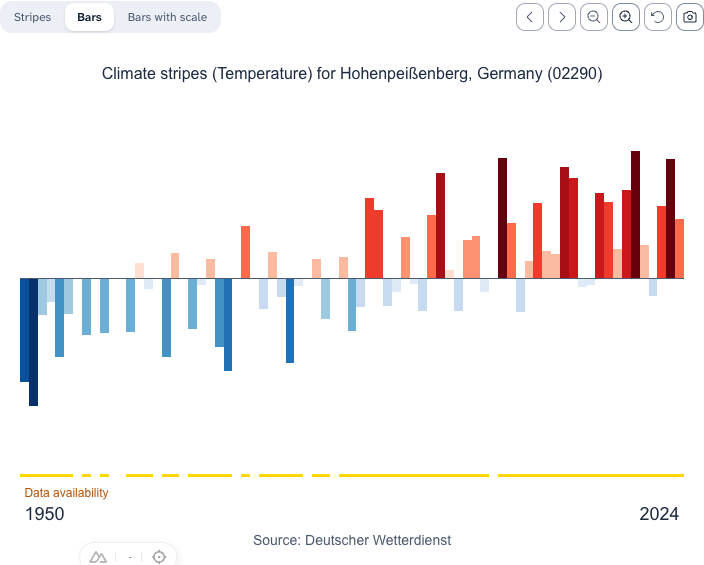 Stripes Bars Bars with scale
Climate stripes (Temperature) for Hohenpeißenberg, Germany (02290)
Data availability
1950 2024
Source: Deutscher Wetterdienst
-